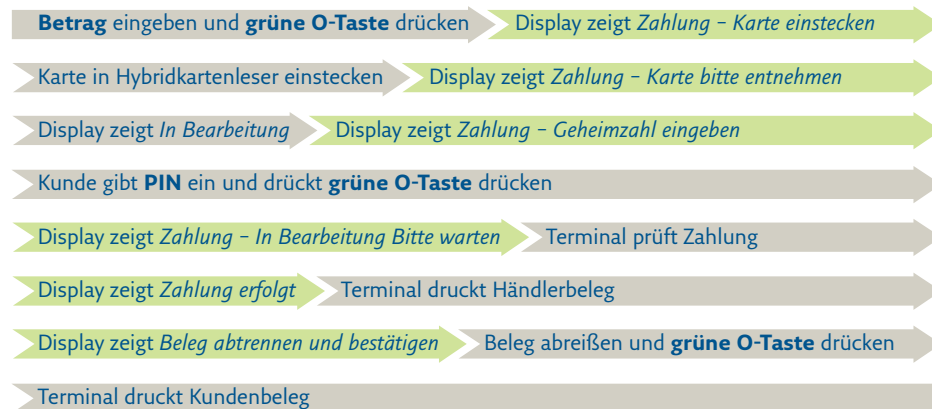 Betrag eingeben und grüne O-Taste drücken Display zeigt Zahlung – Karte einstecken
Karte in Hybridkartenleser einstecken Display zeigt Zahlung – Karte bitte entnehmen
Display zeigt In Bearbeitung Display zeigt Zahlung – Geheimzahl eingeben
Kunde gibt PIN ein und drückt grüne O-Taste drücken
Display zeigt Zahlung – In Bearbeitung Bitte warten Terminal prüft Zahlung
Display zeigt Zahlung erfolgt Terminal druckt Händlerbeleg
Display zeigt Beleg abtrennen und bestätigen Beleg abreißen und grüne O-Taste drücken
Terminal druckt Kundenbeleg